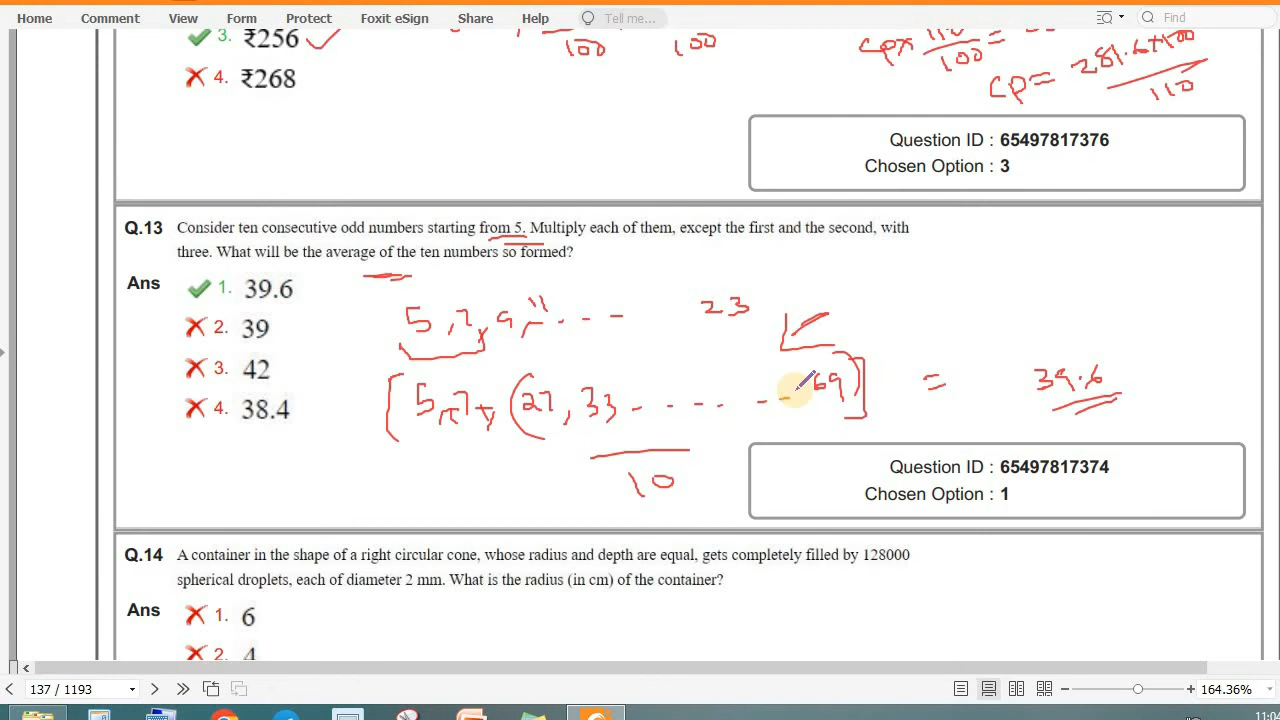 Home Comment View Form Protect Foxit eSign Share Help Tell me... Find
3. ₹256
100 100
cp× 110/100 =
4. ₹268
cp = 281.6×100
110
Question ID : 65497817376
Chosen Option : 3
Q.13 Consider ten consecutive odd numbers starting from 5. Multiply each of them, except the first and the second, with
three. What will be the average of the ten numbers so formed?
Ans 1. 39.6
2. 39
3. 42
4. 38.4
5, 7, 9, 11 . - - 23
[5, 7, (27, 33 - - - - - - 69)] = 39.6
10
Question ID : 65497817374
Chosen Option : 1
Q.14 A container in the shape of a right circular cone, whose radius and depth are equal, gets completely filled by 128000
spherical droplets, each of diameter 2 mm. What is the radius (in cm) of the container?
Ans 1. 6
2. 4
137 / 1193 164.36%